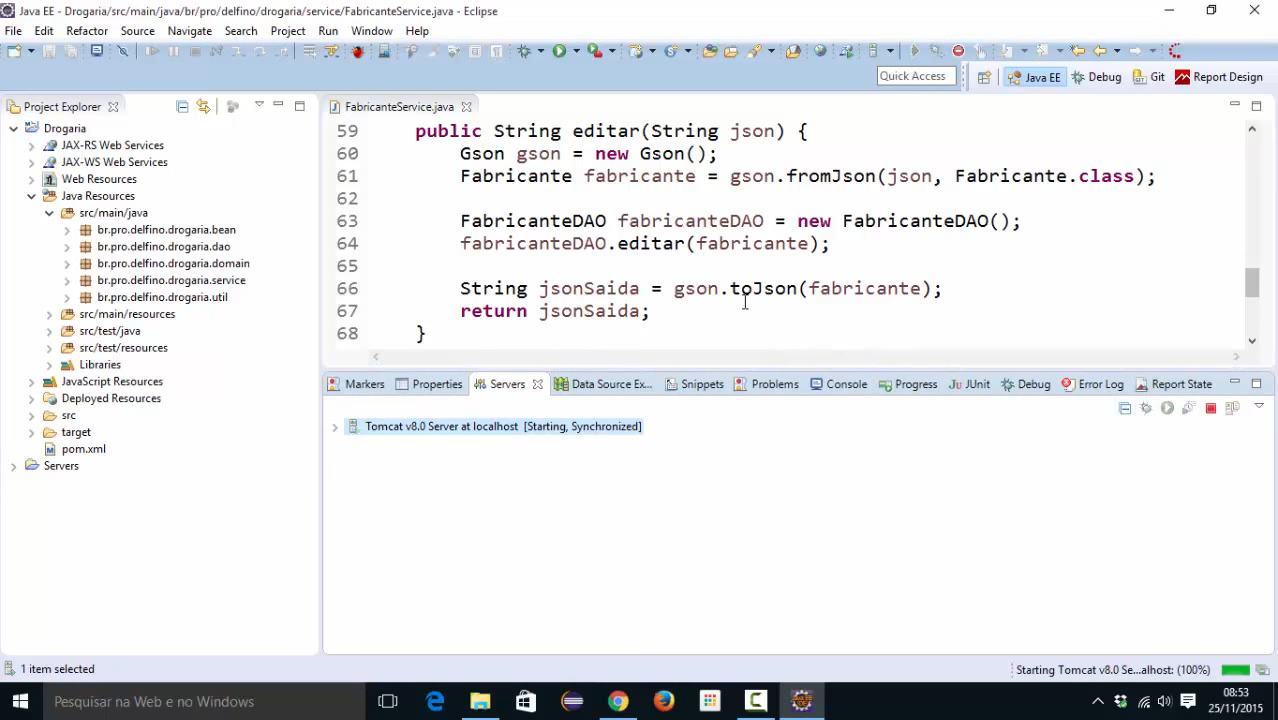 Java EE - Drogaria/src/main/java/br/pro/delfino/drogaria/service/FabricanteService.java - Eclipse
File Edit Refactor Source Navigate Search Project Run Window Help
Quick Access
Java EE
Debug
Git
Report Design
Project Explorer
Drogaria
JAX-RS Web Services
JAX-WS Web Services
Web Resources
Java Resources
src/main/java
br.pro.delfino.drogaria.bean
br.pro.delfino.drogaria.dao
br.pro.delfino.drogaria.domain
br.pro.delfino.drogaria.service
br.pro.delfino.drogaria.util
src/main/resources
src/test/java
src/test/resources
Libraries
JavaScript Resources
Deployed Resources
src
target
pom.xml
Servers
FabricanteService.java
59 public String editar(String json) {
60 Gson gson = new Gson();
61 Fabricante fabricante = gson.fromJson(json, Fabricante.class);
62
63 FabricanteDAO fabricanteDAO = new FabricanteDAO();
64 fabricanteDAO.editar(fabricante);
65
66 String jsonSaida = gson.toJson(fabricante);
67 return jsonSaida;
68 }
Markers Properties Servers Data Source Ex... Snippets Problems Console Progress JUnit Debug Error Log Report State
Tomcat v8.0 Server at localhost [Starting, Synchronized]
1 item selected
Starting Tomcat v8.0 Se...alhost: (100%)
Pesquisar na Web e no Windows
08:53
25/11/2015